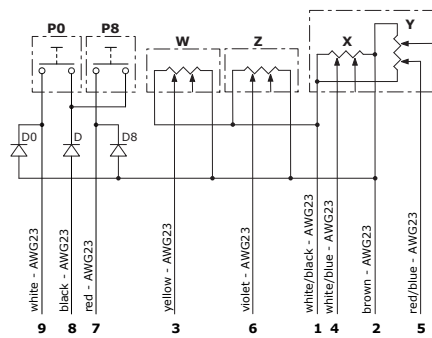 P0 P8
W Z X Y
D0 D D8
white - AWG23
black - AWG23
red - AWG23
yellow - AWG23
violet - AWG23
white/black - AWG23
white/blue - AWG23
brown - AWG23
red/blue - AWG23
9 8 7 3 6 1 4 2 5